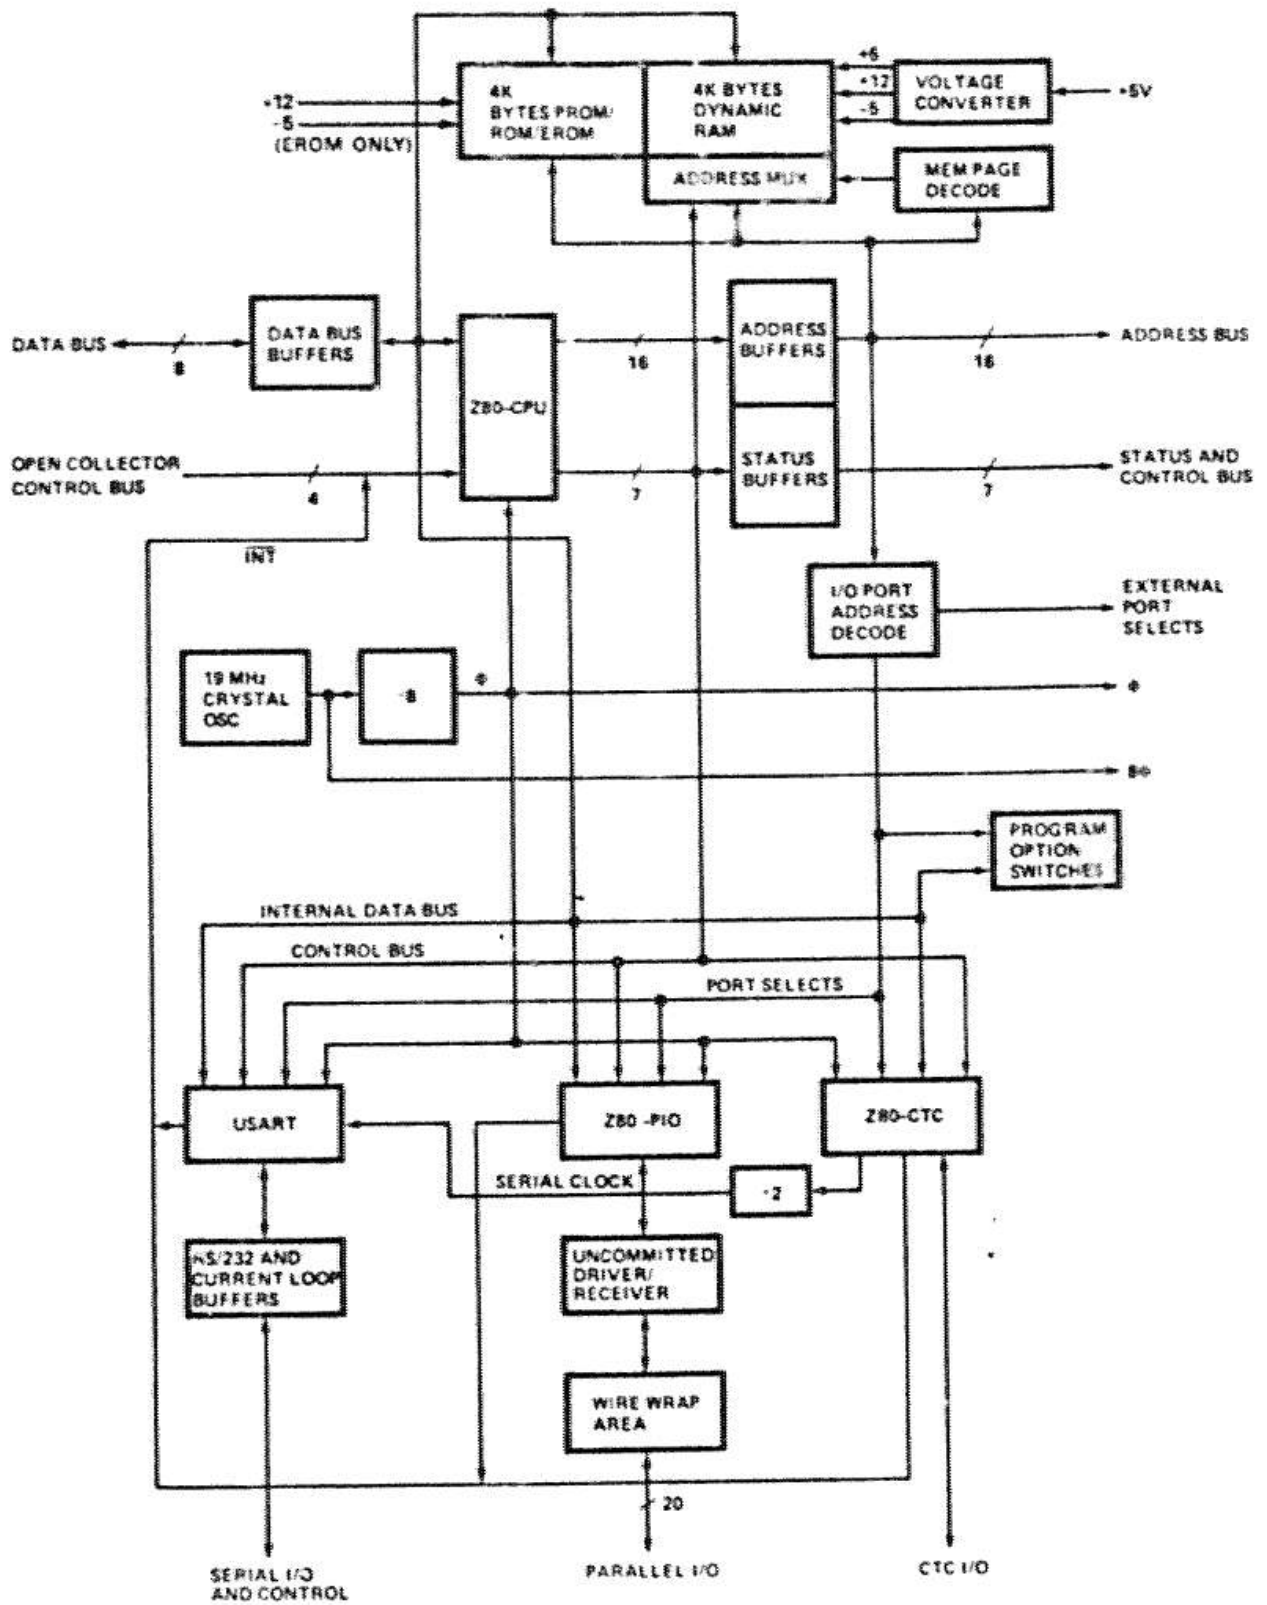 +5
+12
-5
4K
BYTES PROM/
ROM/EROM
4K BYTES
DYNAMIC
RAM
VOLTAGE
CONVERTER
+5V
+12
-5
(EROM ONLY)
ADDRESS MUX
MEM PAGE
DECODE
DATA BUS
8
DATA BUS
BUFFERS
Z80-CPU
16
ADDRESS
BUFFERS
16
ADDRESS BUS
OPEN COLLECTOR
CONTROL BUS
4
7
STATUS
BUFFERS
7
STATUS AND
CONTROL BUS
INT
I/O PORT
ADDRESS
DECODE
EXTERNAL
PORT
SELECTS
19 MHz
CRYSTAL
OSC
÷8
Φ
Φ
8Φ
PROGRAM
OPTION
SWITCHES
INTERNAL DATA BUS
CONTROL BUS
PORT SELECTS
USART
Z80-PIO
Z80-CTC
SERIAL CLOCK
÷2
RS/232 AND
CURRENT LOOP
BUFFERS
UNCOMMITTED
DRIVER/
RECEIVER
WIRE WRAP
AREA
20
SERIAL I/O
AND CONTROL
PARALLEL I/O
CTC I/O